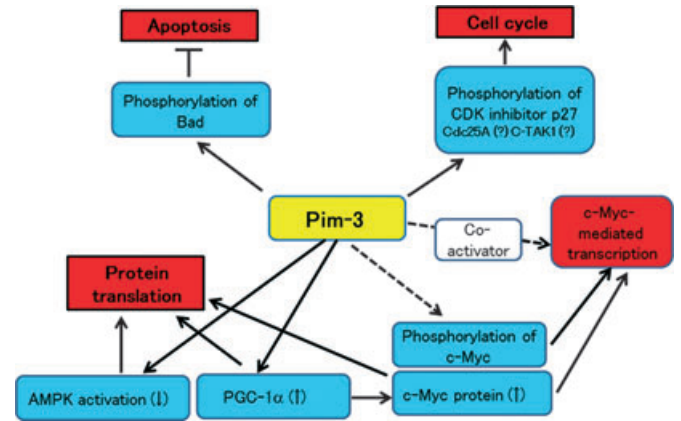 Apoptosis
Cell cycle
Phosphorylation of
Bad
Phosphorylation of
CDK inhibitor p27
Cdc25A (?) C-TAK1 (?)
Pim-3
Co-
activator
c-Myc-
mediated
transcription
Protein
translation
Phosphorylation of
c-Myc
AMPK activation (↓)
PGC-1α (↑)
c-Myc protein (↑)